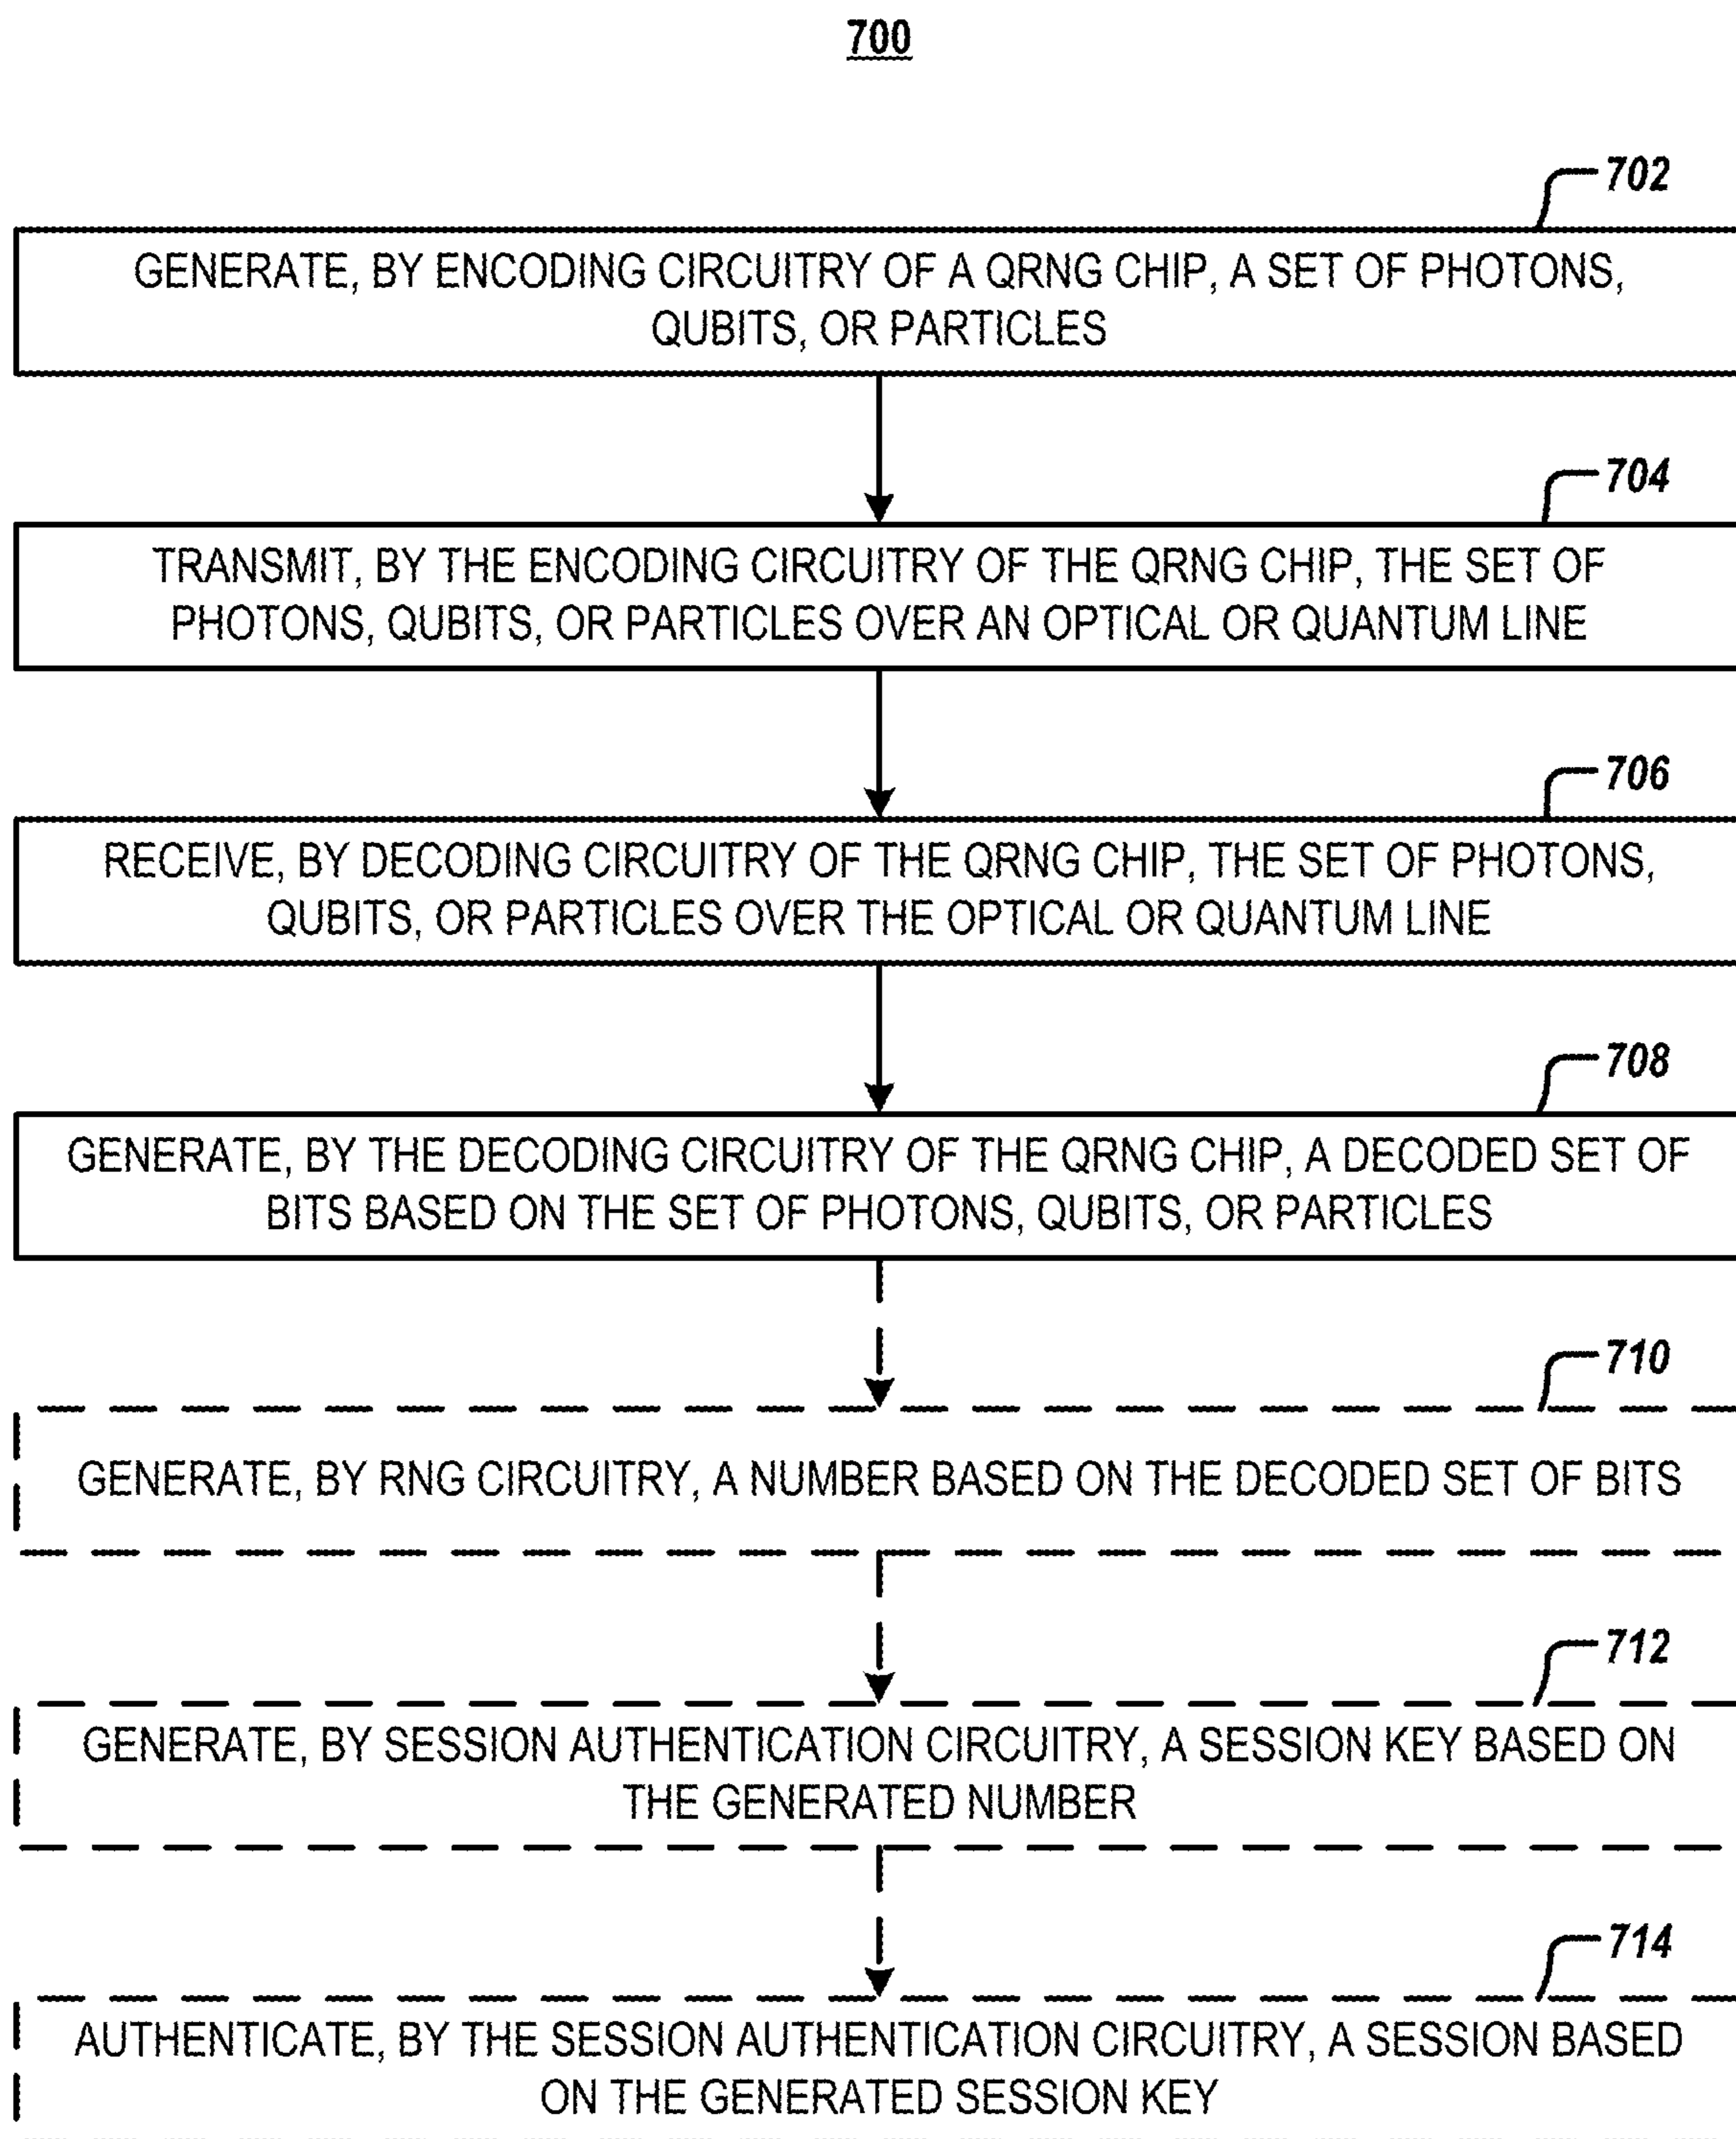 700
702
GENERATE, BY ENCODING CIRCUITRY OF A QRNG CHIP, A SET OF PHOTONS,
QUBITS, OR PARTICLES
704
TRANSMIT, BY THE ENCODING CIRCUITRY OF THE QRNG CHIP, THE SET OF
PHOTONS, QUBITS, OR PARTICLES OVER AN OPTICAL OR QUANTUM LINE
706
RECEIVE, BY DECODING CIRCUITRY OF THE QRNG CHIP, THE SET OF PHOTONS,
QUBITS, OR PARTICLES OVER THE OPTICAL OR QUANTUM LINE
708
GENERATE, BY THE DECODING CIRCUITRY OF THE QRNG CHIP, A DECODED SET OF
BITS BASED ON THE SET OF PHOTONS, QUBITS, OR PARTICLES
710
GENERATE, BY RNG CIRCUITRY, A NUMBER BASED ON THE DECODED SET OF BITS
712
GENERATE, BY SESSION AUTHENTICATION CIRCUITRY, A SESSION KEY BASED ON
THE GENERATED NUMBER
714
AUTHENTICATE, BY THE SESSION AUTHENTICATION CIRCUITRY, A SESSION BASED
ON THE GENERATED SESSION KEY